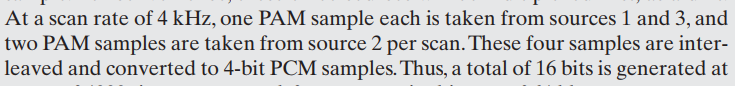 At a scan rate of 4 kHz, one PAM sample each is taken from sources 1 and 3, and
two PAM samples are taken from source 2 per scan. These four samples are inter-
leaved and converted to 4-bit PCM samples. Thus, a total of 16 bits is generated at